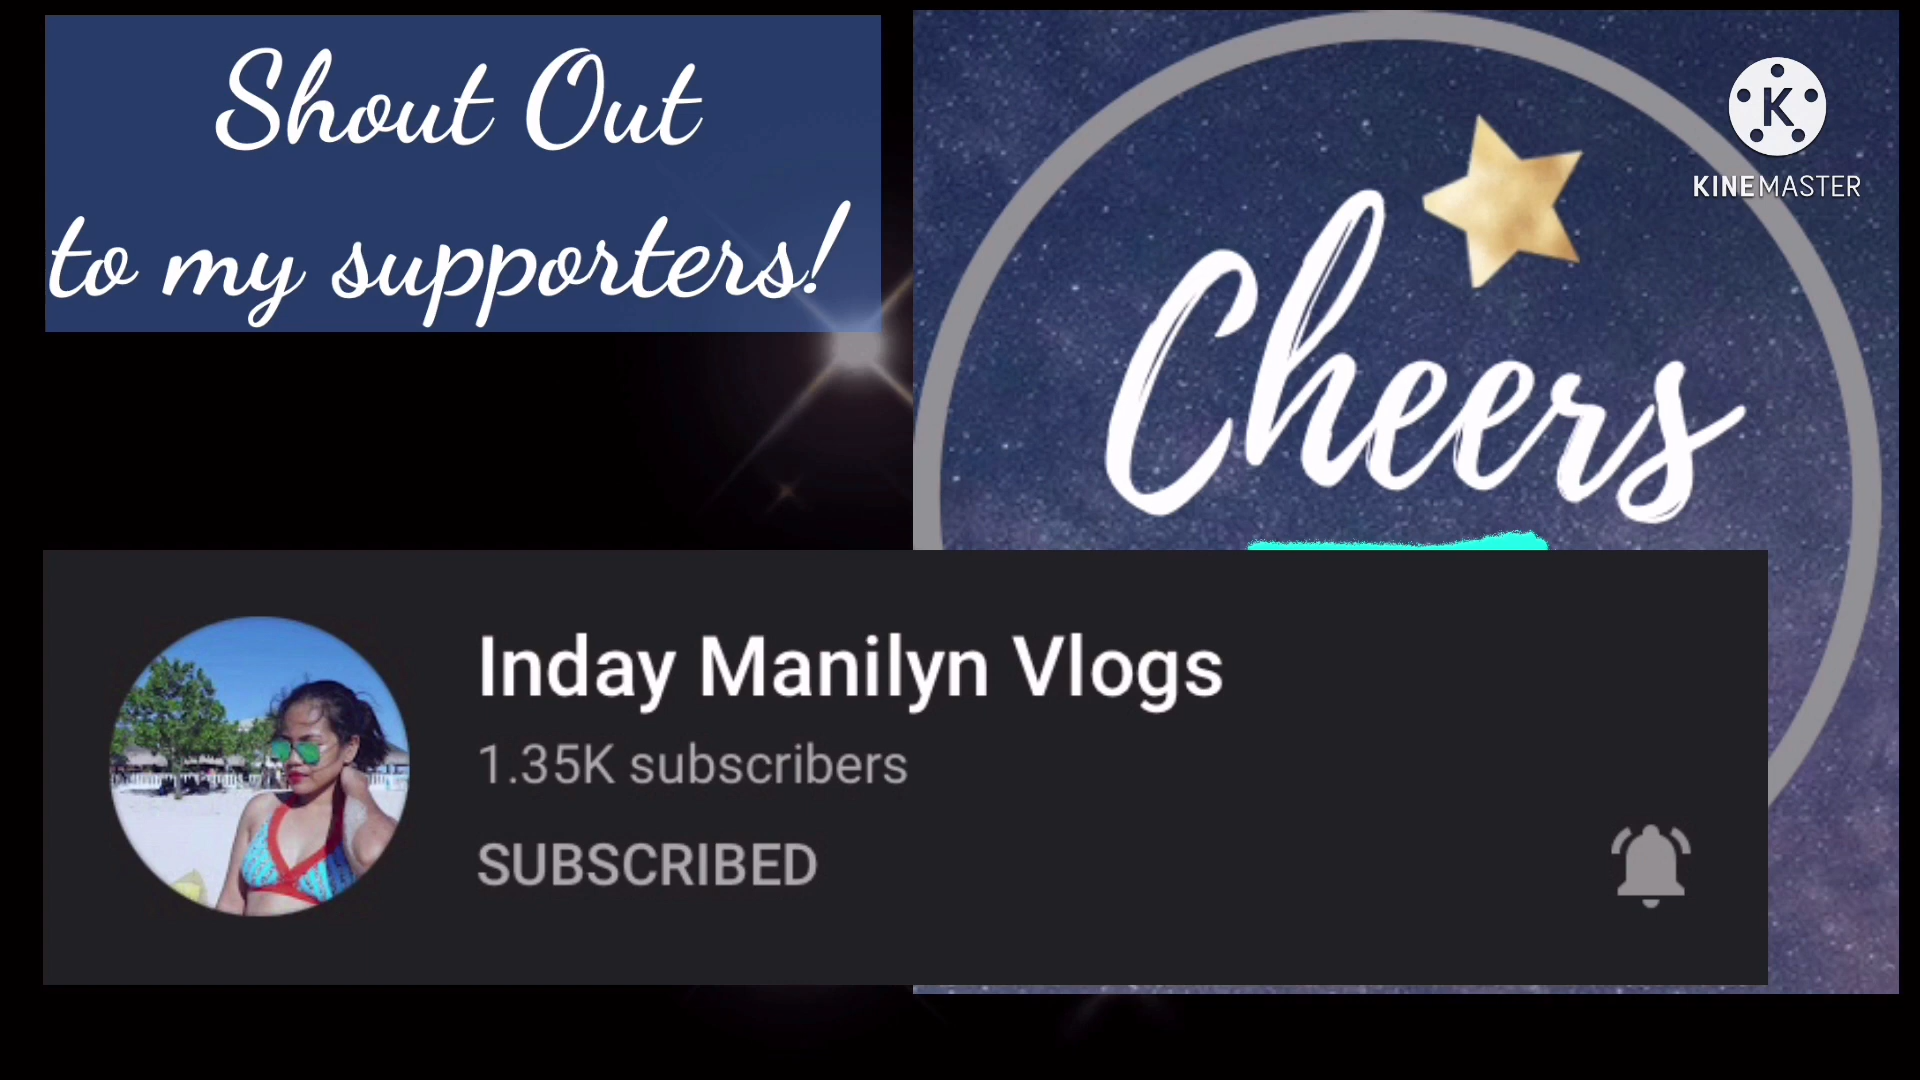 Shout Out
to my supporters!
K
KINEMASTER
Cheers
Inday Manilyn Vlogs
1.35K subscribers
SUBSCRIBED